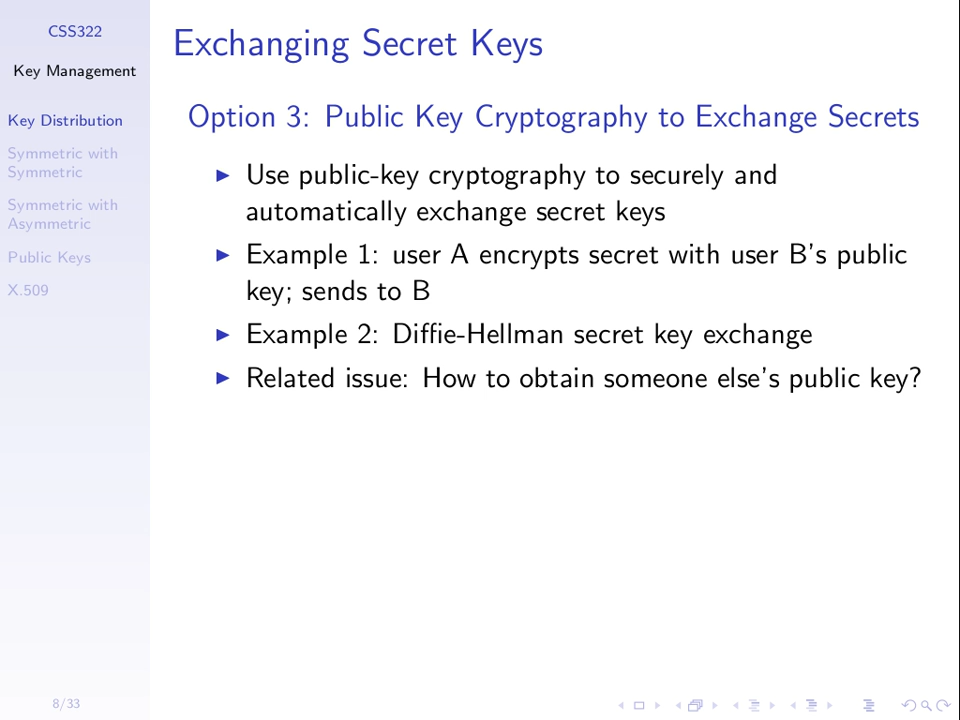 CSS322
Key Management
Key Distribution
Symmetric with
Symmetric
Symmetric with
Asymmetric
Public Keys
X.509
8/33
Exchanging Secret Keys
Option 3: Public Key Cryptography to Exchange Secrets
Use public-key cryptography to securely and
automatically exchange secret keys
Example 1: user A encrypts secret with user B's public
key; sends to B
Example 2: Diffie-Hellman secret key exchange
Related issue: How to obtain someone else's public key?